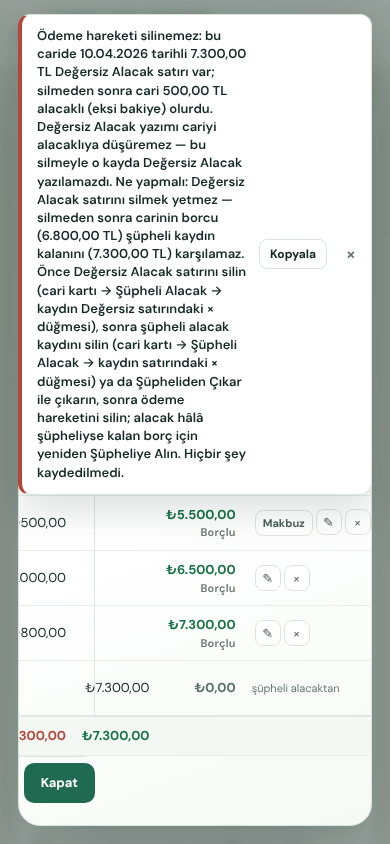 Ödeme hareketi silinemez: bu
caride 10.04.2026 tarihli 7.300,00
TL Değersiz Alacak satırı var;
silmeden sonra cari 500,00 TL
alacaklı (eksi bakiye) olurdu.
Değersiz Alacak yazımı cariyi
alacaklıya düşüremez — bu
silmeyle o kayda Değersiz Alacak
yazılamazdı. Ne yapmalı: Değersiz
Alacak satırını silmek yetmez —
silmeden sonra carinin borcu
(6.800,00 TL) şüpheli kaydın
kalanını (7.300,00 TL) karşılamaz.
Önce Değersiz Alacak satırını silin
(cari kartı → Şüpheli Alacak →
kaydın Değersiz satırındaki ×
düğmesi), sonra şüpheli alacak
kaydını silin (cari kartı → Şüpheli
Alacak → kaydın satırındaki ×
düğmesi) ya da Şüpheliden Çıkar
ile çıkarın, sonra ödeme
hareketini silin; alacak hâlâ
şüpheliyse kalan borç için
yeniden Şüpheliye Alın. Hiçbir şey
kaydedilmedi.
Kopyala ×
500,00 ₺5.500,00 Makbuz ✎ ×
Borçlu
000,00 ₺6.500,00 ✎ ×
Borçlu
800,00 ₺7.300,00 ✎ ×
Borçlu
₺7.300,00 ₺0,00 şüpheli alacaktan
300,00 ₺7.300,00
Kapat